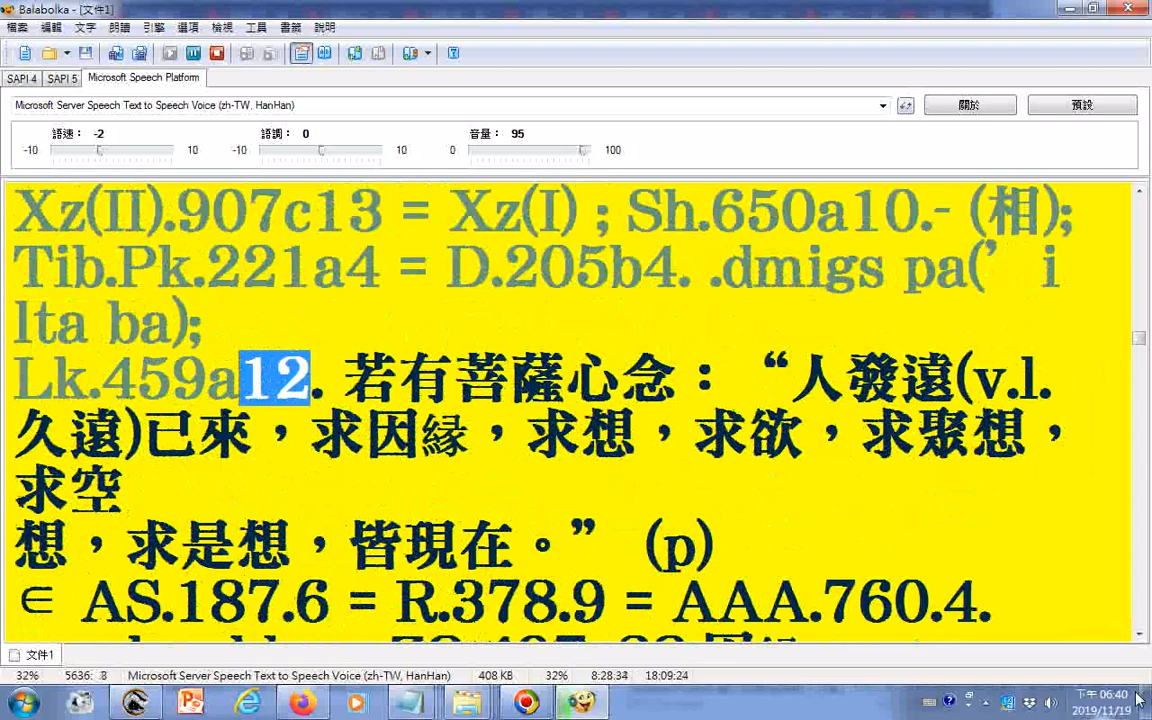 Balabolka - [文件1]
檔案 編輯 文字 朗讀 引擎 選項 檢視 工具 書籤 說明
SAPI 4 SAPI 5 Microsoft Speech Platform
Microsoft Server Speech Text to Speech Voice (zh-TW, HanHan) 關於 預設
語速： -2 語調： 0 音量： 95
-10 10 -10 10 0 100
Xz(II).907c13 = Xz(I) ; Sh.650a10.- (相);
Tib.Pk.221a4 = D.205b4. .dmigs pa(’i
lta ba);
Lk.459a12. 若有菩薩心念：“人發遠(v.l.
久遠)已來，求因緣，求想，求欲，求聚想，
求空
想，求是想，皆現在。” (p)
∈ AS.187.6 = R.378.9 = AAA.760.4.
文件1
32% Microsoft Server Speech Text to Speech Voice (zh-TW, HanHan) 408 KB 32% 8:28:34 18:09:24
下午 06:40
2019/11/19